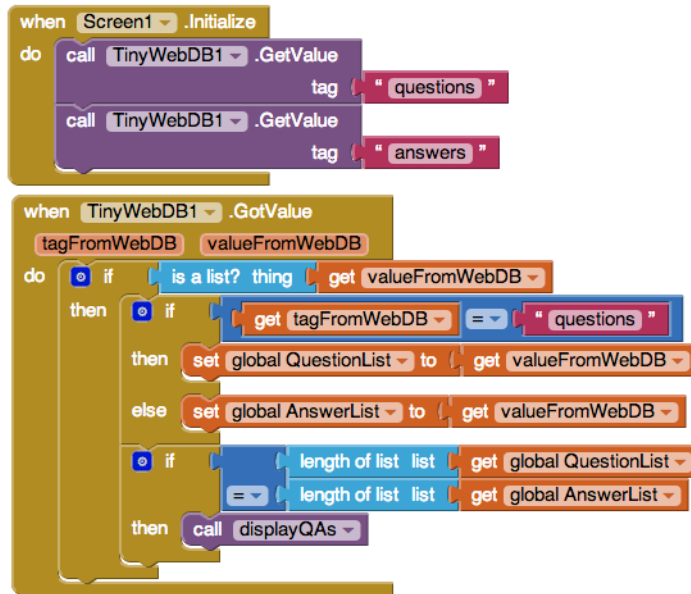 when Screen1 .Initialize
do call TinyWebDB1 .GetValue
tag " questions "
call TinyWebDB1 .GetValue
tag " answers "
when TinyWebDB1 .GotValue
tagFromWebDB valueFromWebDB
do if is a list? thing get valueFromWebDB
then if get tagFromWebDB = " questions "
then set global QuestionList to get valueFromWebDB
else set global AnswerList to get valueFromWebDB
if length of list list get global QuestionList
= length of list list get global AnswerList
then call displayQAs